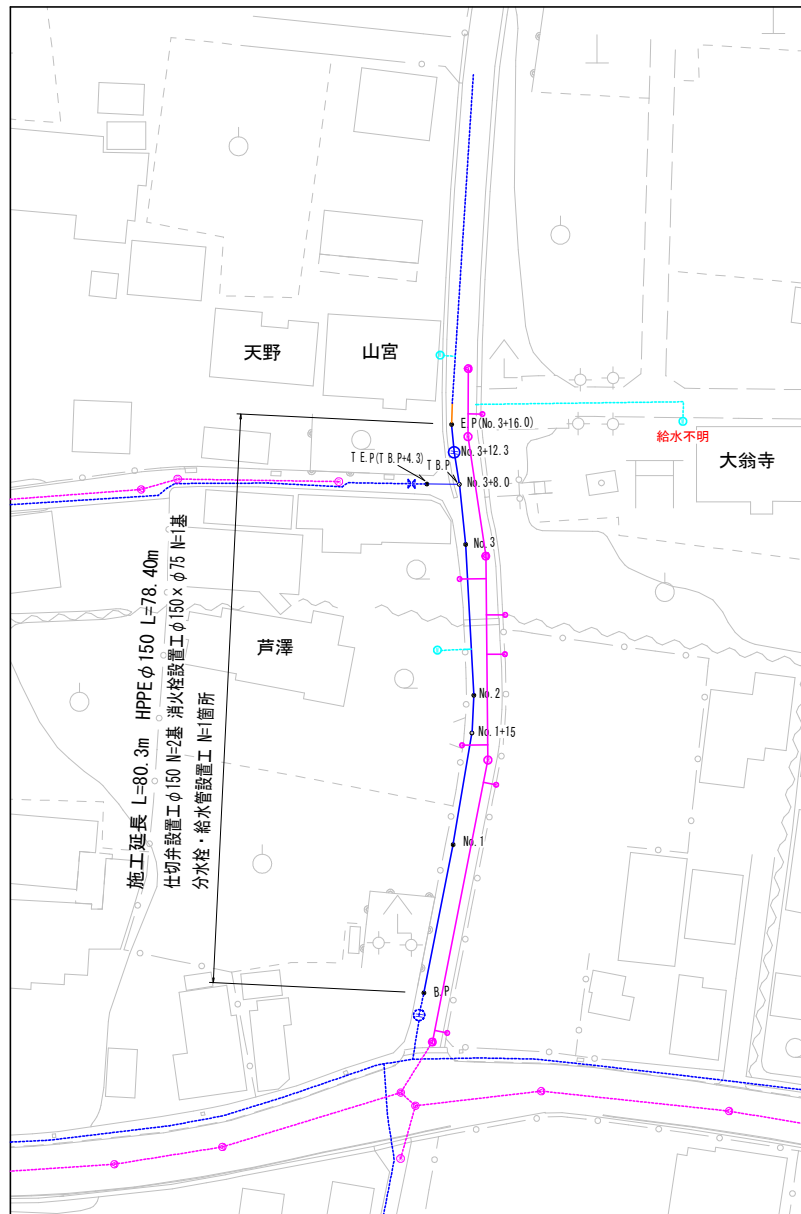 天野
山宮
E.P(No.3+16.0)
給水不明
No.3+12.3
大翁寺
T E.P(T B.P+4.3)
T B.P
No.3+8.0
No.3
芦澤
No.2
No.1+15
No.1
B.P
施工延長 L=80.3m HPPEφ150 L=78.40m
仕切弁設置工φ150 N=2基 消火栓設置工φ150×φ75 N=1基
分水栓・給水管設置工 N=1箇所